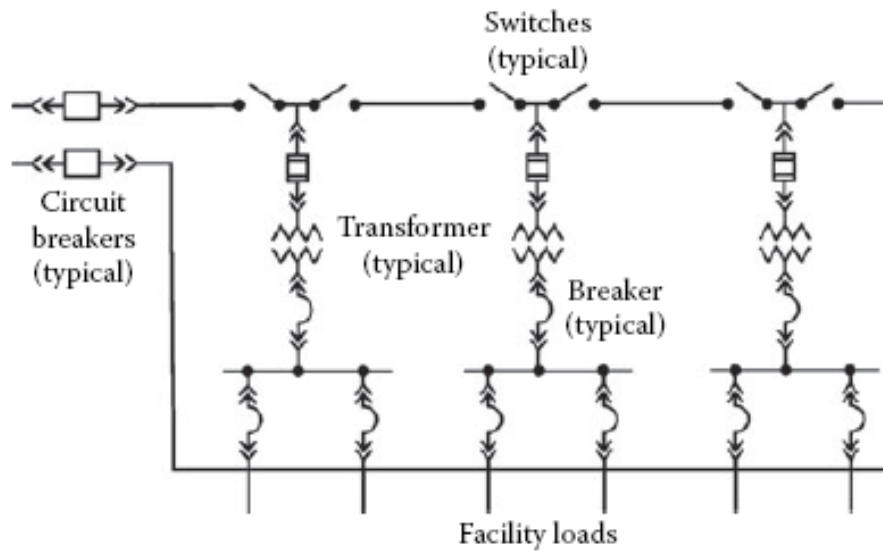 Switches
(typical)
Circuit
breakers
(typical)
Transformer
(typical)
Breaker
(typical)
Facility loads